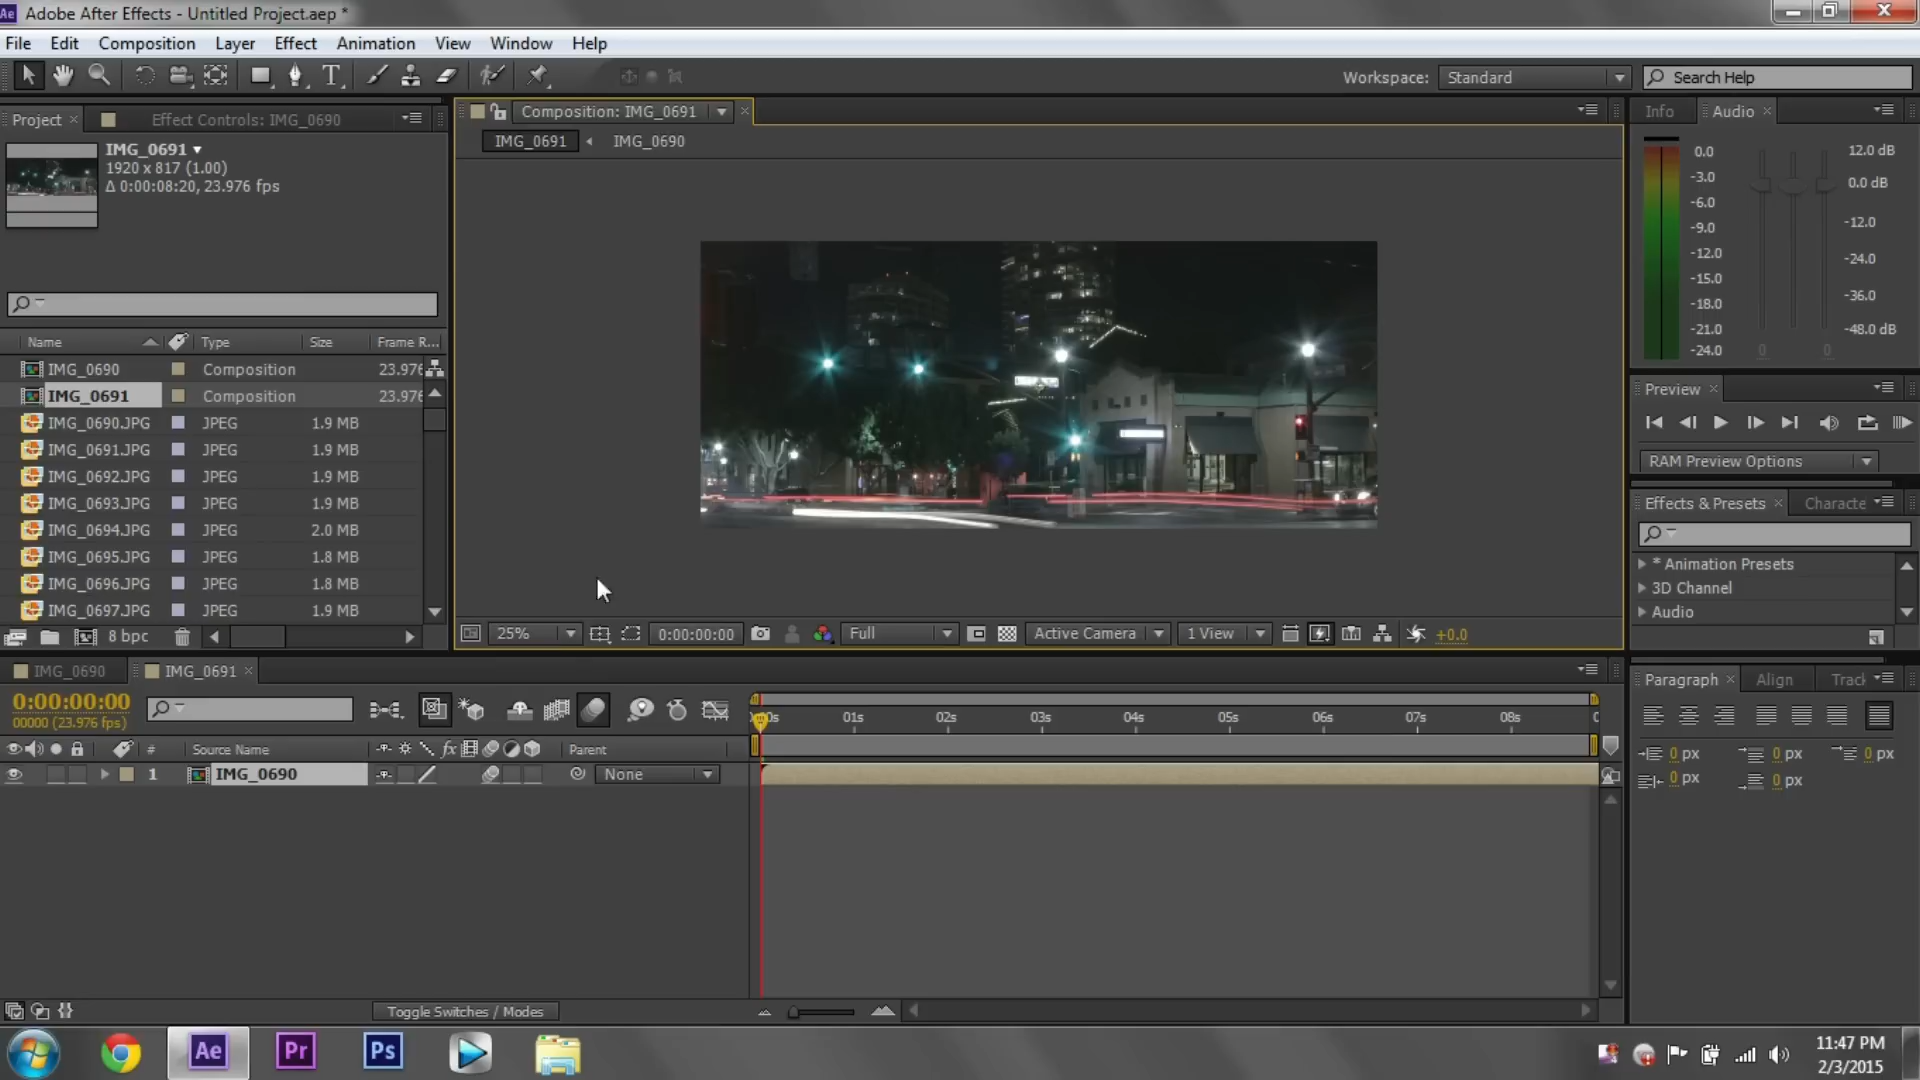 Adobe After Effects - Untitled Project.aep *
File Edit Composition Layer Effect Animation View Window Help
Workspace: Standard Search Help
Project Effect Controls: IMG_0690
IMG_0691
1920 x 817 (1.00)
Δ 0:00:08:20, 23.976 fps
Name Type Size Frame R...
IMG_0690 Composition 23.976
IMG_0691 Composition 23.976
IMG_0690.JPG JPEG 1.9 MB
IMG_0691.JPG JPEG 1.9 MB
IMG_0692.JPG JPEG 1.9 MB
IMG_0693.JPG JPEG 1.9 MB
IMG_0694.JPG JPEG 2.0 MB
IMG_0695.JPG JPEG 1.8 MB
IMG_0696.JPG JPEG 1.8 MB
IMG_0697.JPG JPEG 1.9 MB
8 bpc
Composition: IMG_0691
IMG_0691 IMG_0690
25% 0:00:00:00 Full Active Camera 1 View +0.0
Info Audio
0.0 12.0 dB
-3.0 0.0 dB
-6.0
-9.0 -12.0
-12.0 -24.0
-15.0
-18.0 -36.0
-21.0 -48.0 dB
-24.0 0 0
Preview
RAM Preview Options
Effects & Presets Characte
* Animation Presets
3D Channel
Audio
Paragraph Align Track
0 px 0 px 0 px
0 px 0 px
IMG_0690 IMG_0691
0:00:00:00
00000 (23.976 fps)
# Source Name fx Parent
1 IMG_0690 None
01s 02s 03s 04s 05s 06s 07s 08s
Toggle Switches / Modes
Ae Pr Ps
11:47 PM
2/3/2015